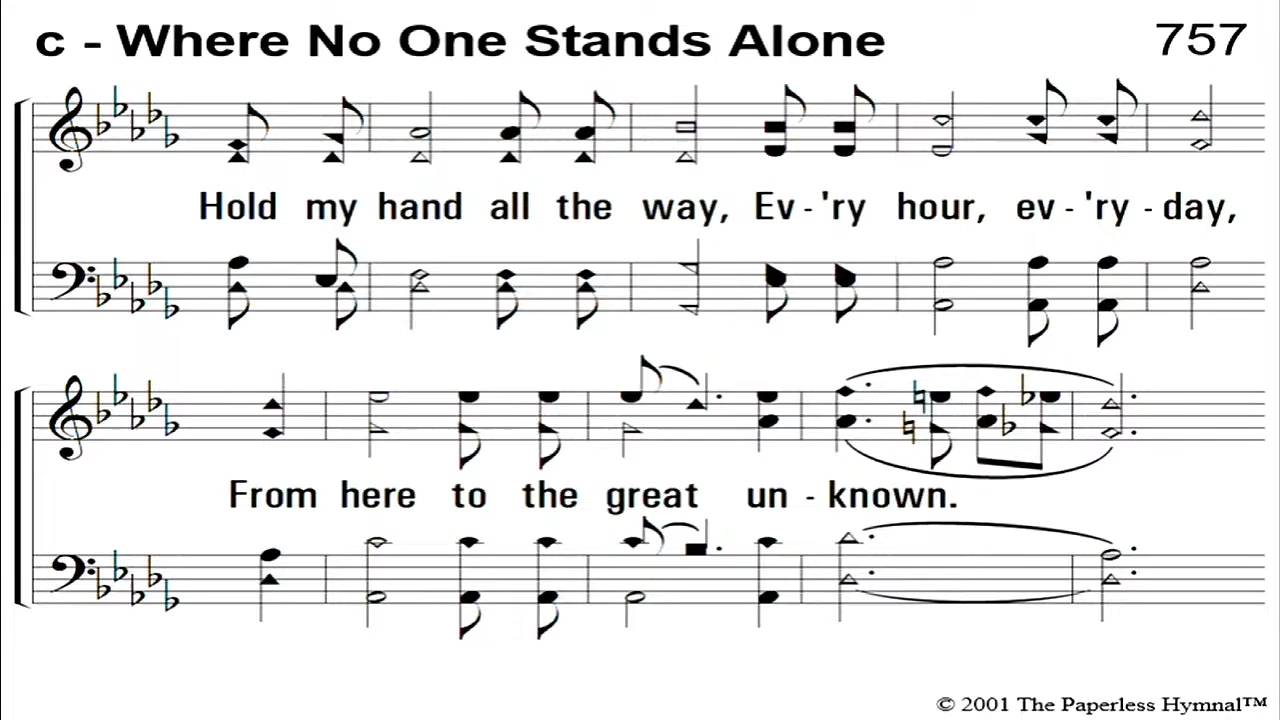 c - Where No One Stands Alone 757
Hold my hand all the way, Ev-'ry hour, ev-'ry-day,
From here to the great un-known.
© 2001 The Paperless Hymnal™